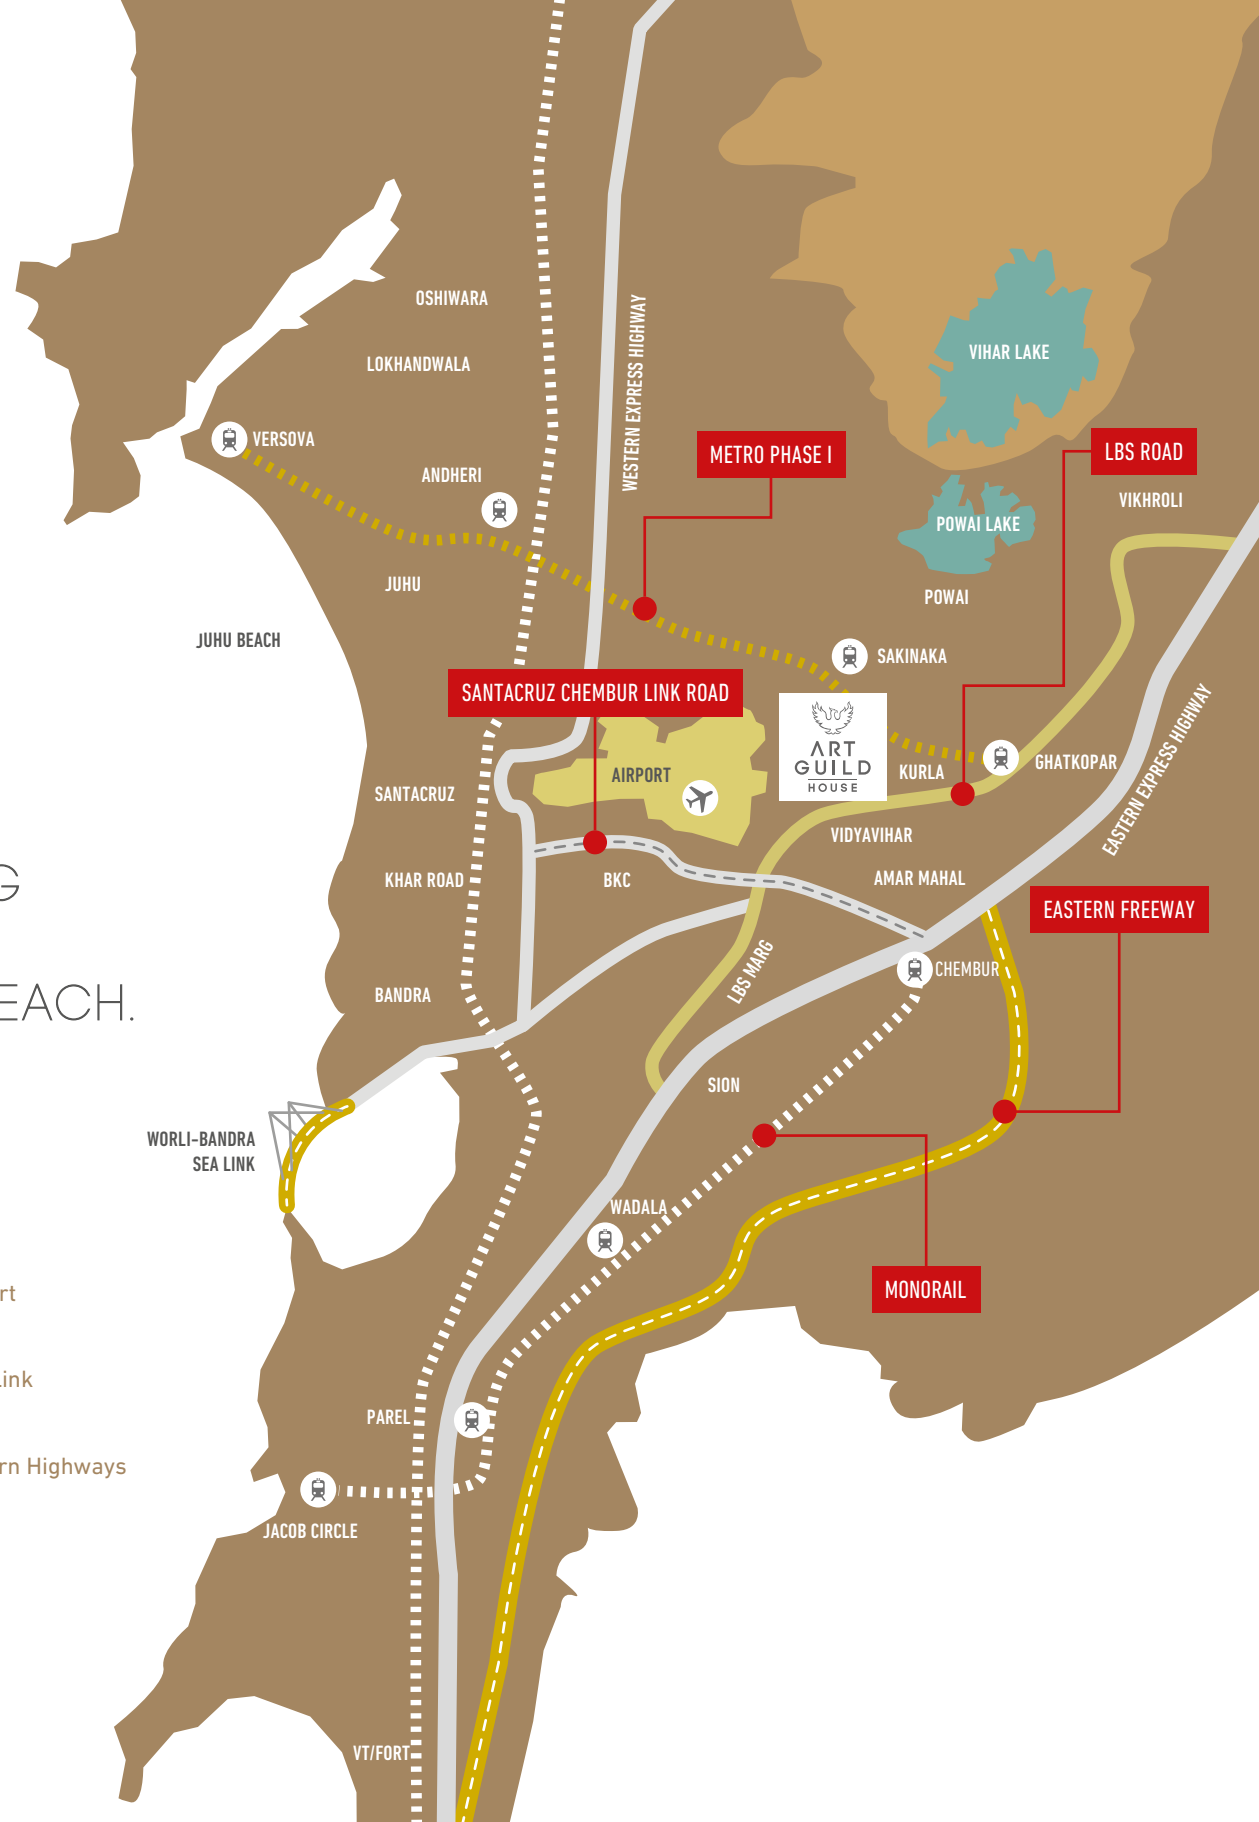 OSHIWARA
VIHAR LAKE
LOKHANDWALA
WESTERN EXPRESS HIGHWAY
VERSOVA
METRO PHASE I
LBS ROAD
ANDHERI
VIKHROLI
POWAI LAKE
JUHU
POWAI
JUHU BEACH
SAKINAKA
SANTACRUZ CHEMBUR LINK ROAD
ART
GUILD
HOUSE
AIRPORT
KURLA
GHATKOPAR
EASTERN EXPRESS HIGHWAY
SANTACRUZ
VIDYAVIHAR
KHAR ROAD
BKC
AMAR MAHAL
G
EASTERN FREEWAY
LBS MARG
CHEMBUR
BANDRA
EACH.
SION
WORLI-BANDRA
SEA LINK
WADALA
MONORAIL
rt
ink
PAREL
rn Highways
JACOB CIRCLE
VT/FORT